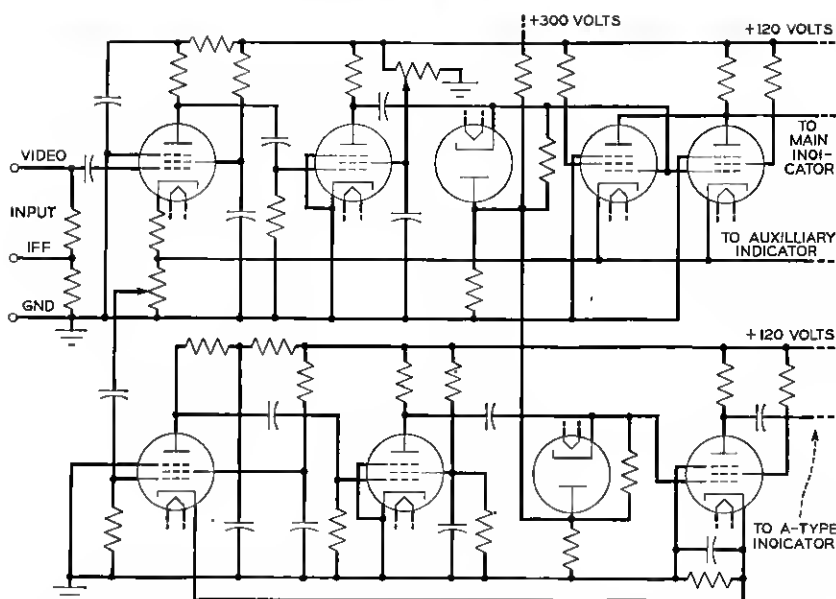 +300 VOLTS
+120 VOLTS
VIDEO
TO
MAIN
INDI-
CATOR
INPUT
IFF
TO AUXILLIARY
INDICATOR
GND
+120 VOLTS
TO A-TYPE
INDICATOR